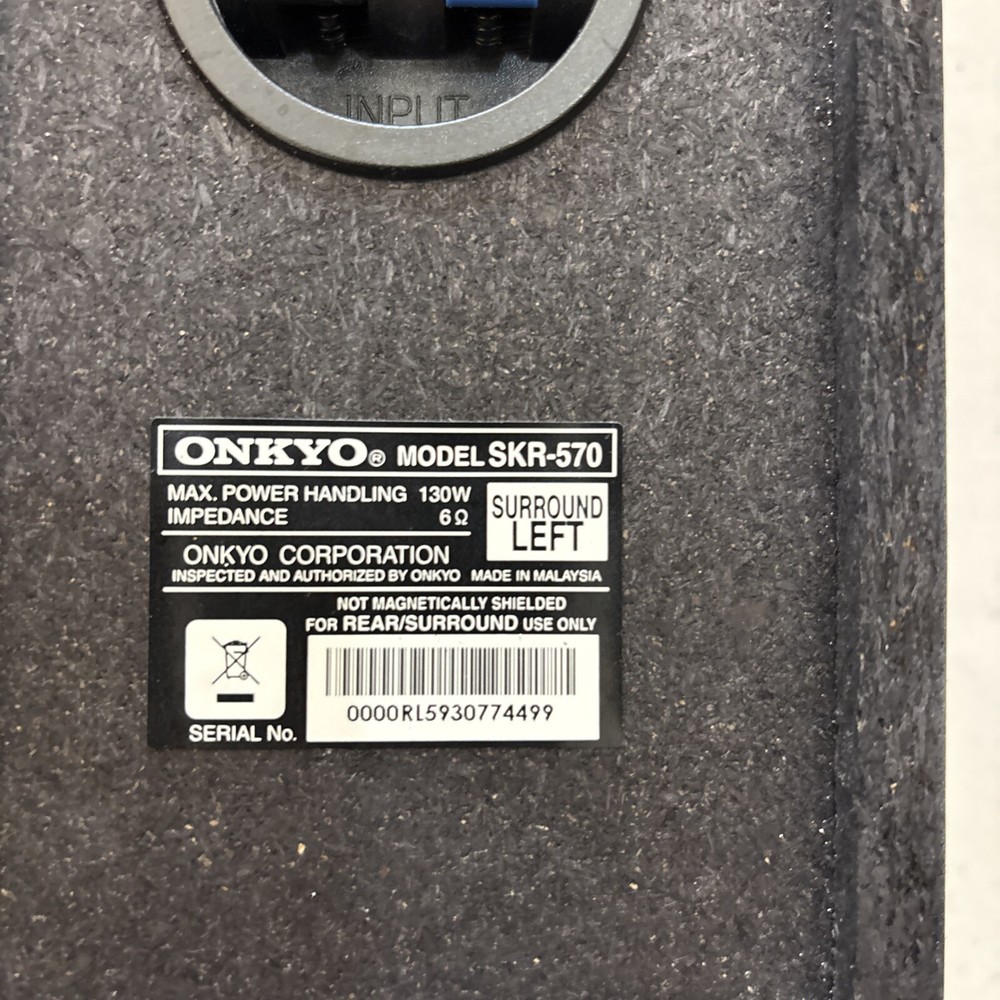 INPUT
ONKYO® MODEL SKR-570
MAX. POWER HANDLING 130W
IMPEDANCE 6Ω
SURROUND
LEFT
ONKYO CORPORATION
INSPECTED AND AUTHORIZED BY ONKYO MADE IN MALAYSIA
NOT MAGNETICALLY SHIELDED
FOR REAR/SURROUND USE ONLY
0000RL5930774499
SERIAL No.